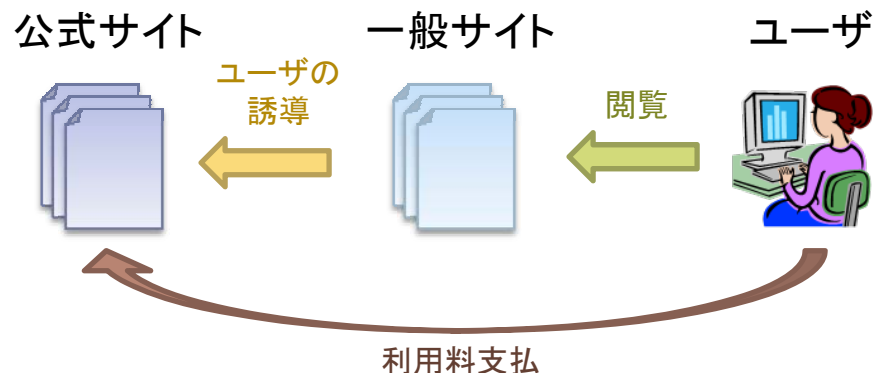 公式サイト
一般サイト
ユーザ
ユーザの
誘導
閲覧
利用料支払